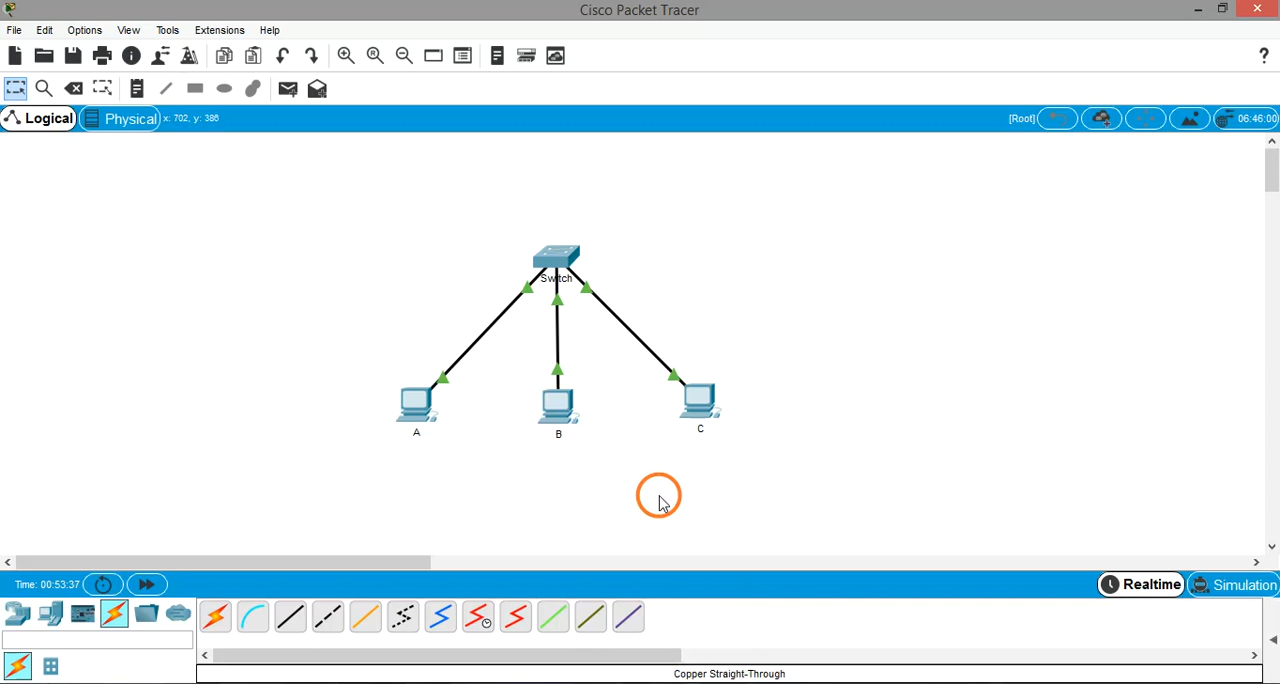 Cisco Packet Tracer
File Edit Options View Tools Extensions Help
?
Logical Physical x: 702, y: 386 [Root] 06:46:00
Switch
A B C
Time: 00:53:37 Realtime Simulation
Copper Straight-Through